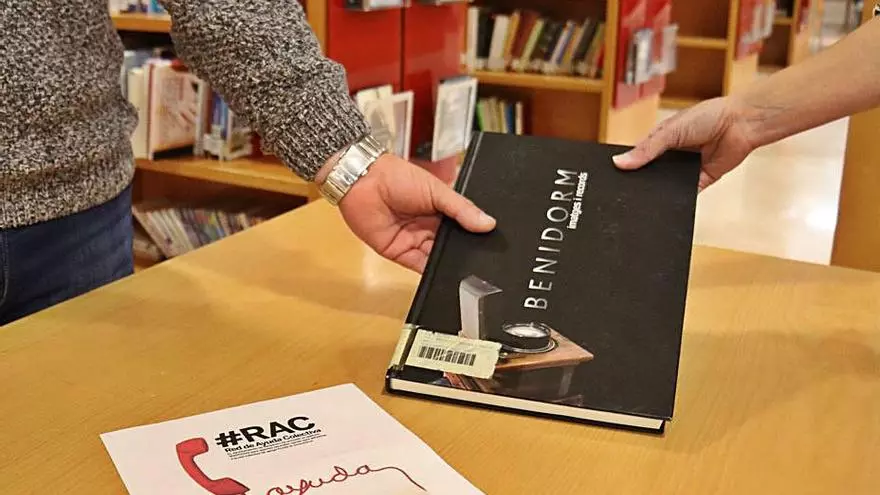 BENIDORM
imatges i records
#RAC
Red de Ayuda Colectiva
ayuda